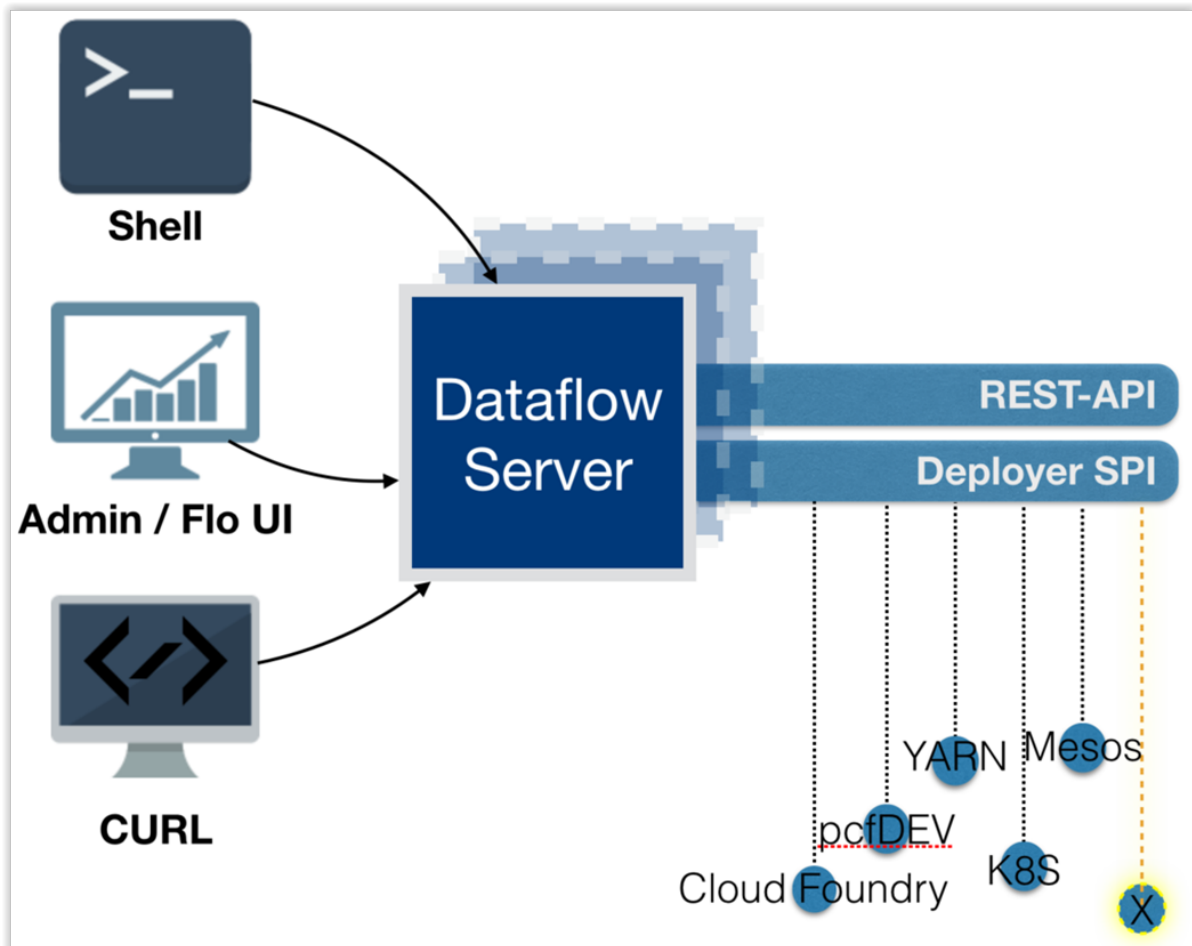 >_
Shell
Admin / Flo UI
</>
CURL
Dataflow
Server
REST-API
Deployer SPI
YARN
Mesos
pcfDEV
K8S
Cloud Foundry
X